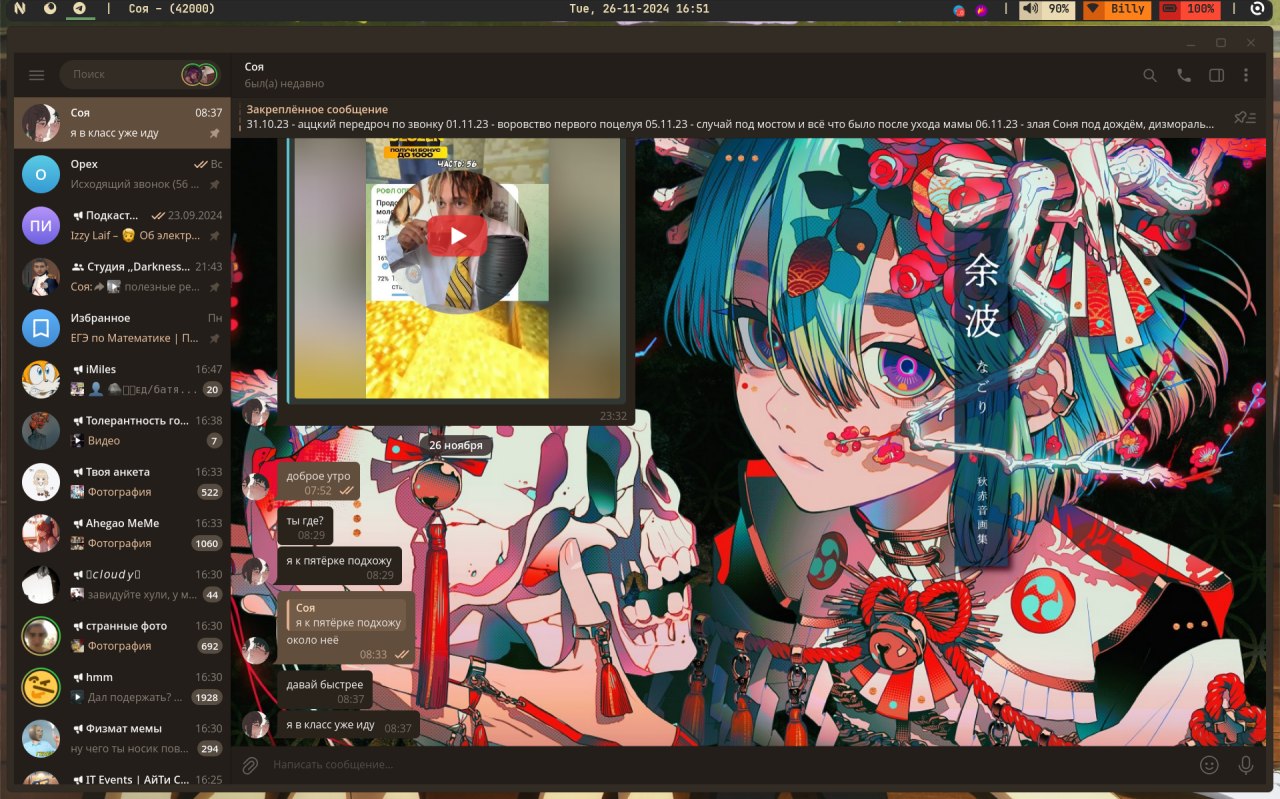 Соя – (42000)
Tue, 26-11-2024 16:51
90%
Billy
100%
Поиск
Соя 08:37
я в класс уже иду
О
Орех Вс
Исходящий звонок (56 ...
ПИ
Подкаст... 23.09.2024
Izzy Laif – Об электр...
Студия „Darkness... 21:43
Соя: полезные ре...
Избранное Пн
ЕГЭ по Математике | П...
iMiles 16:47
ед/батя... 20
Толерантность го... 16:38
Видео 7
Твоя анкета 16:33
Фотография 522
Ahegao MeMe 16:33
Фотография 1060
cloudy 16:30
завидуйте хули, у м... 44
странные фото 16:30
Фотография 692
hmm 16:30
Дал подержать? ... 1928
Физмат мемы 16:30
ну чего ты носик пов... 294
IT Events | АйТи С... 16:25
Соя
был(а) недавно
Закреплённое сообщение
31.10.23 - аццкий передроч по звонку 01.11.23 - воровство первого поцелуя 05.11.23 - случай под мостом и всё что было после ухода мамы 06.11.23 - злая Соня под дождём, дизмораль...
ПОЛУЧИ БОНУС
ДО 1000
ЧАСТЬ: 56
РОФЛ
16%
72%
23:32
26 ноября
доброе утро
07:52
ты где?
08:29
я к пятёрке подхожу
08:29
Соя
я к пятёрке подхожу
около неё
08:33
давай быстрее
08:37
я в класс уже иду 08:37
余波
なごり
秋赤音画集
Написать сообщение...